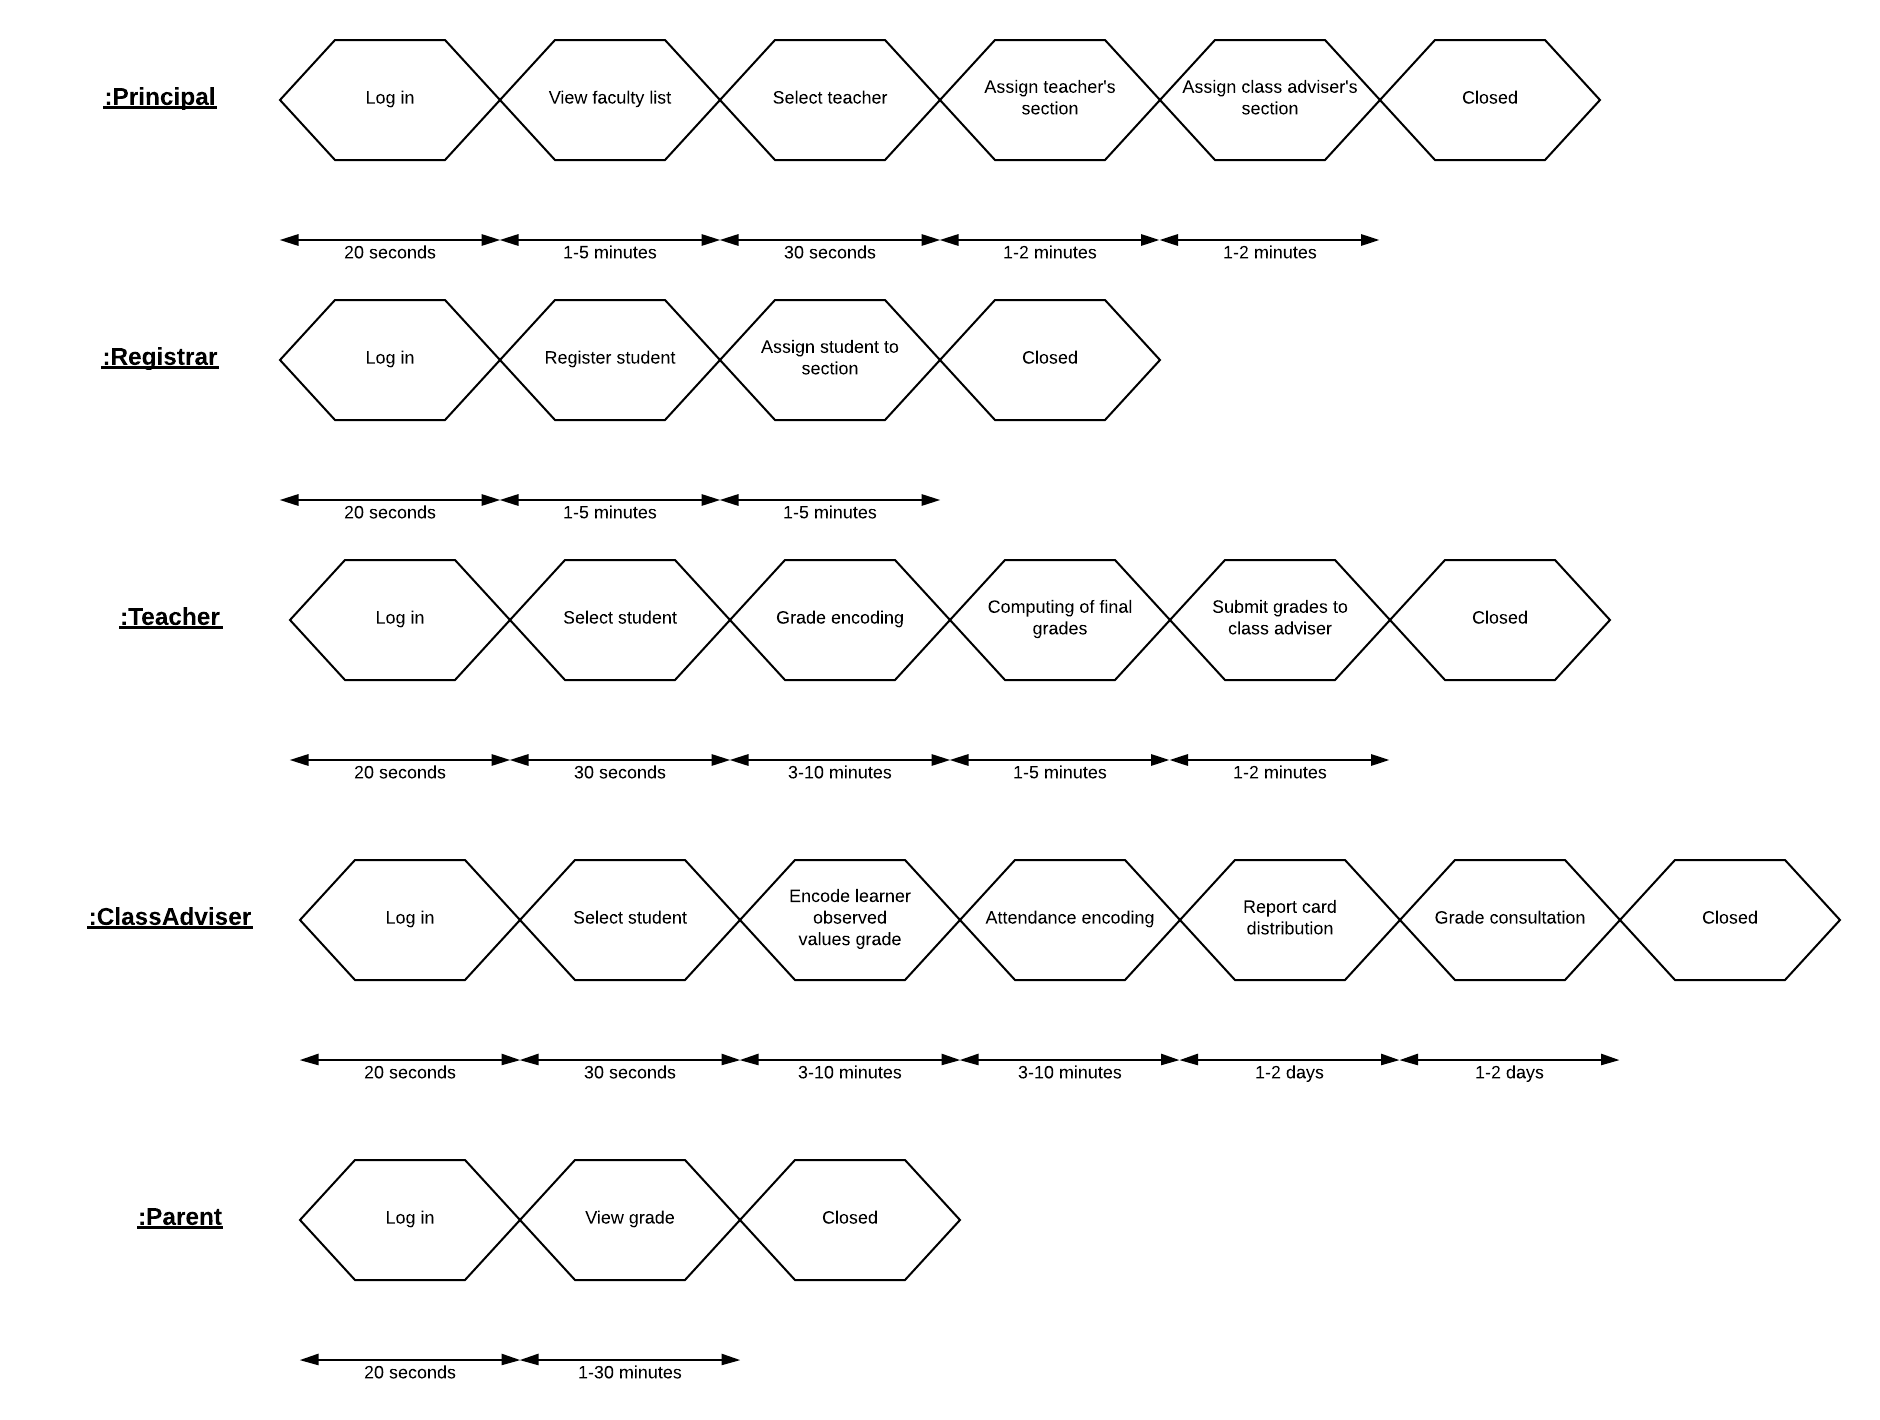 :Principal
Log in
View faculty list
Select teacher
Assign teacher's
section
Assign class adviser's
section
Closed
20 seconds
1-5 minutes
30 seconds
1-2 minutes
1-2 minutes
:Registrar
Log in
Register student
Assign student to
section
Closed
20 seconds
1-5 minutes
1-5 minutes
:Teacher
Log in
Select student
Grade encoding
Computing of final
grades
Submit grades to
class adviser
Closed
20 seconds
30 seconds
3-10 minutes
1-5 minutes
1-2 minutes
:ClassAdviser
Log in
Select student
Encode learner
observed
values grade
Attendance encoding
Report card
distribution
Grade consultation
Closed
20 seconds
30 seconds
3-10 minutes
3-10 minutes
1-2 days
1-2 days
:Parent
Log in
View grade
Closed
20 seconds
1-30 minutes